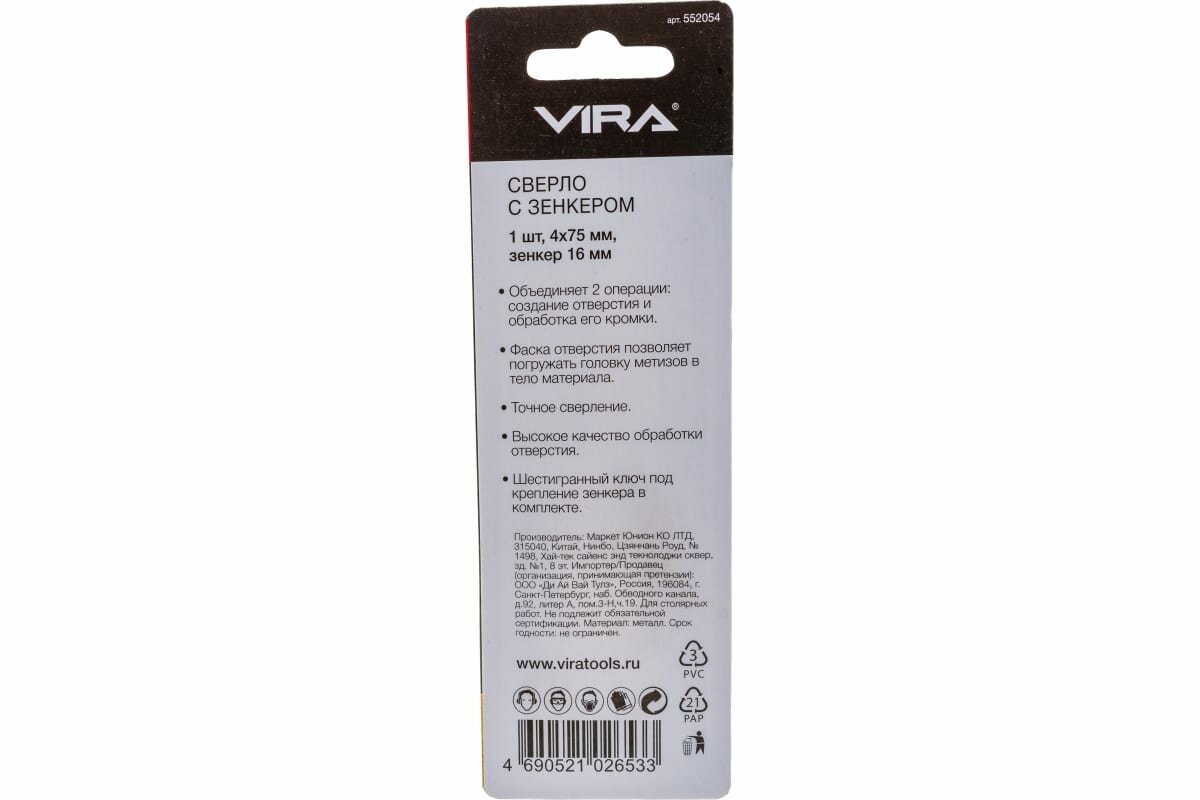 арт. 552054
VIRA®
СВЕРЛО
С ЗЕНКЕРОМ
1 шт, 4х75 мм,
зенкер 16 мм
• Объединяет 2 операции:
создание отверстия и
обработка его кромки.
• Фаска отверстия позволяет
погружать головку метизов в
тело материала.
• Точное сверление.
• Высокое качество обработки
отверстия.
• Шестигранный ключ под
крепление зенкера в
комплекте.
Производитель: Маркет Юнион КО ЛТД,
315040, Китай, Нинбо, Цзяннань Роуд, №
1498, Хай-тек сайенс энд текнолоджи сквер,
зд. №1, 8 эт. Импортер/Продавец
(организация, принимающая претензии):
ООО «Ди Ай Вай Тулз», Россия, 196084, г.
Санкт-Петербург, наб. Обводного канала,
д.92, литер А, пом.3-Н,ч.19. Для столярных
работ. Не подлежит обязательной
сертификации. Материал: металл. Срок
годности: не ограничен.
www.viratools.ru
3
PVC
21
PAP
4 690521 026533